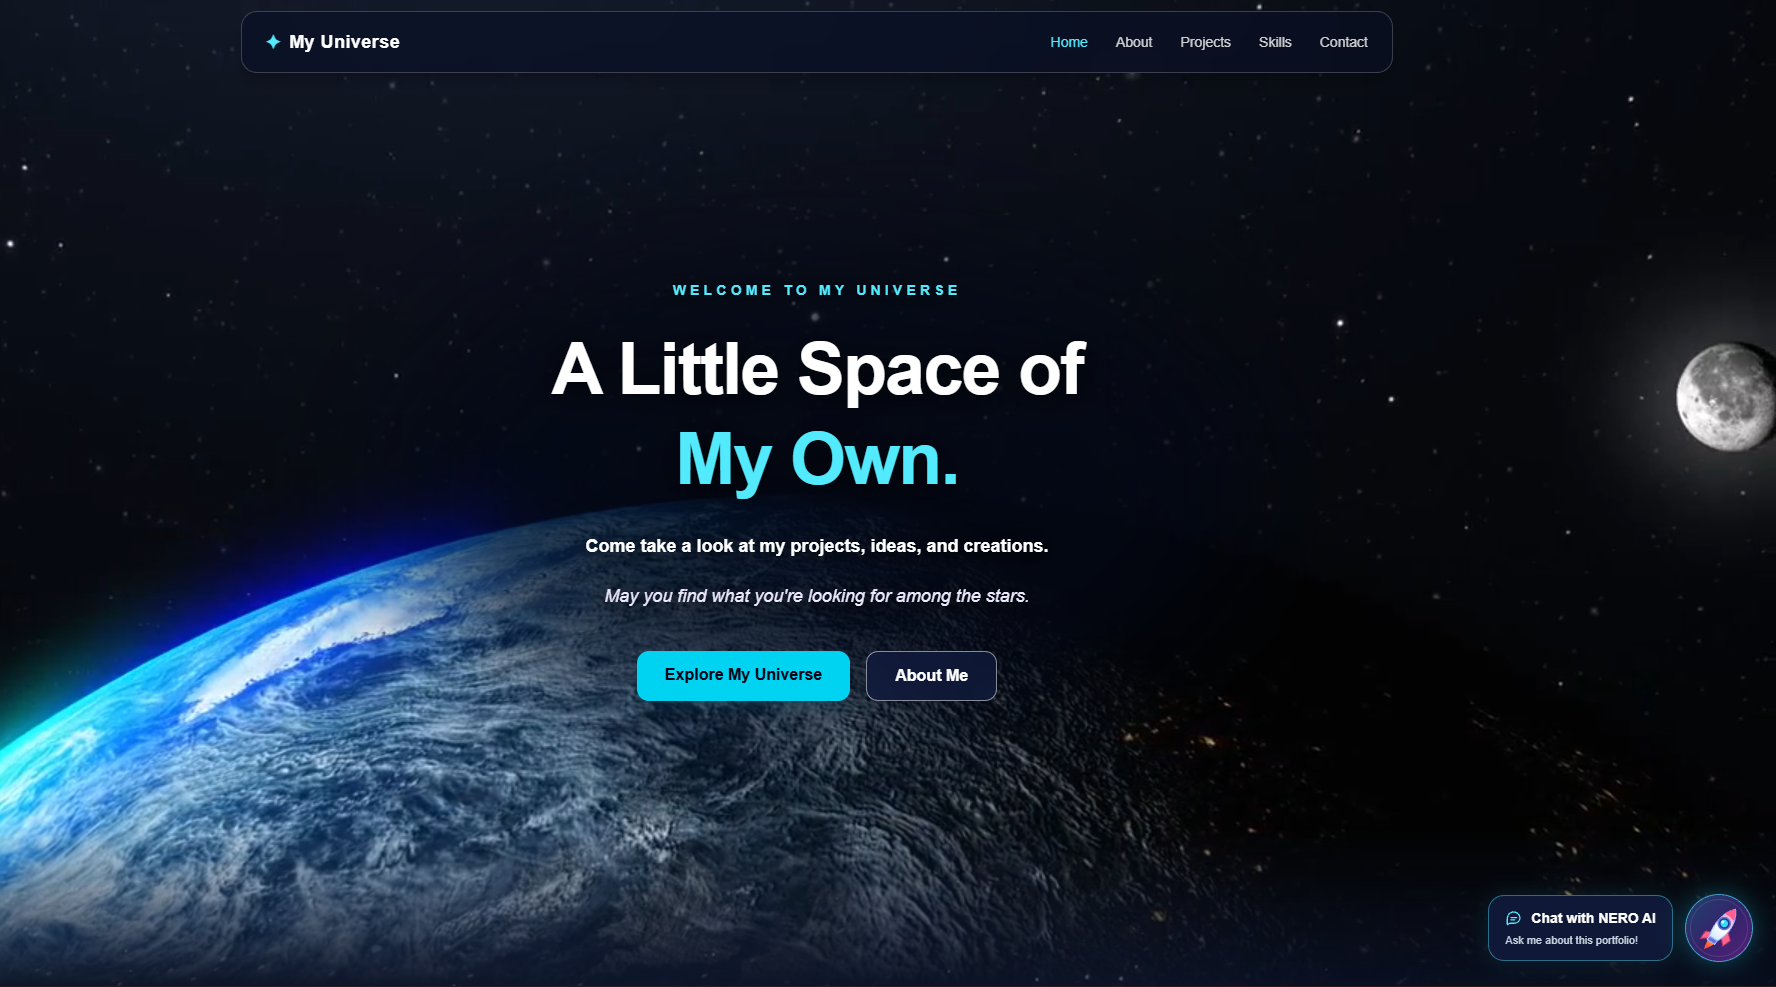 My Universe
Home About Projects Skills Contact
WELCOME TO MY UNIVERSE
A Little Space of
My Own.
Come take a look at my projects, ideas, and creations.
May you find what you're looking for among the stars.
Explore My Universe About Me
Chat with NERO AI
Ask me about this portfolio!